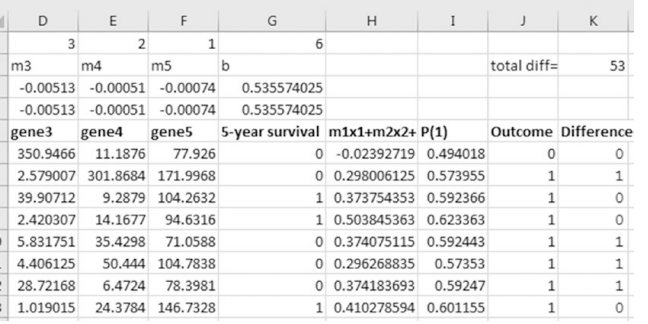 D E F G H I J K
3 2 1 6
m3 m4 m5 b total diff= 53
-0.00513 -0.00051 -0.00074 0.535574025
-0.00513 -0.00051 -0.00074 0.535574025
gene3 gene4 gene5 5-year survival m1x1+m2x2+ P(1) Outcome Difference
350.9466 11.1876 77.926 0 -0.02392719 0.494018 0 0
2.579007 301.8684 171.9968 0 0.298006125 0.573955 1 1
39.90712 9.2879 104.2632 1 0.373754353 0.592366 1 0
2.420307 14.1677 94.6316 1 0.503845363 0.623363 1 0
5.831751 35.4298 71.0588 0 0.374075115 0.592443 1 1
4.406125 50.444 104.7838 0 0.296268835 0.57353 1 1
28.72168 6.4724 78.3981 0 0.374183693 0.59247 1 1
1.019015 24.3784 146.7328 1 0.410278594 0.601155 1 0